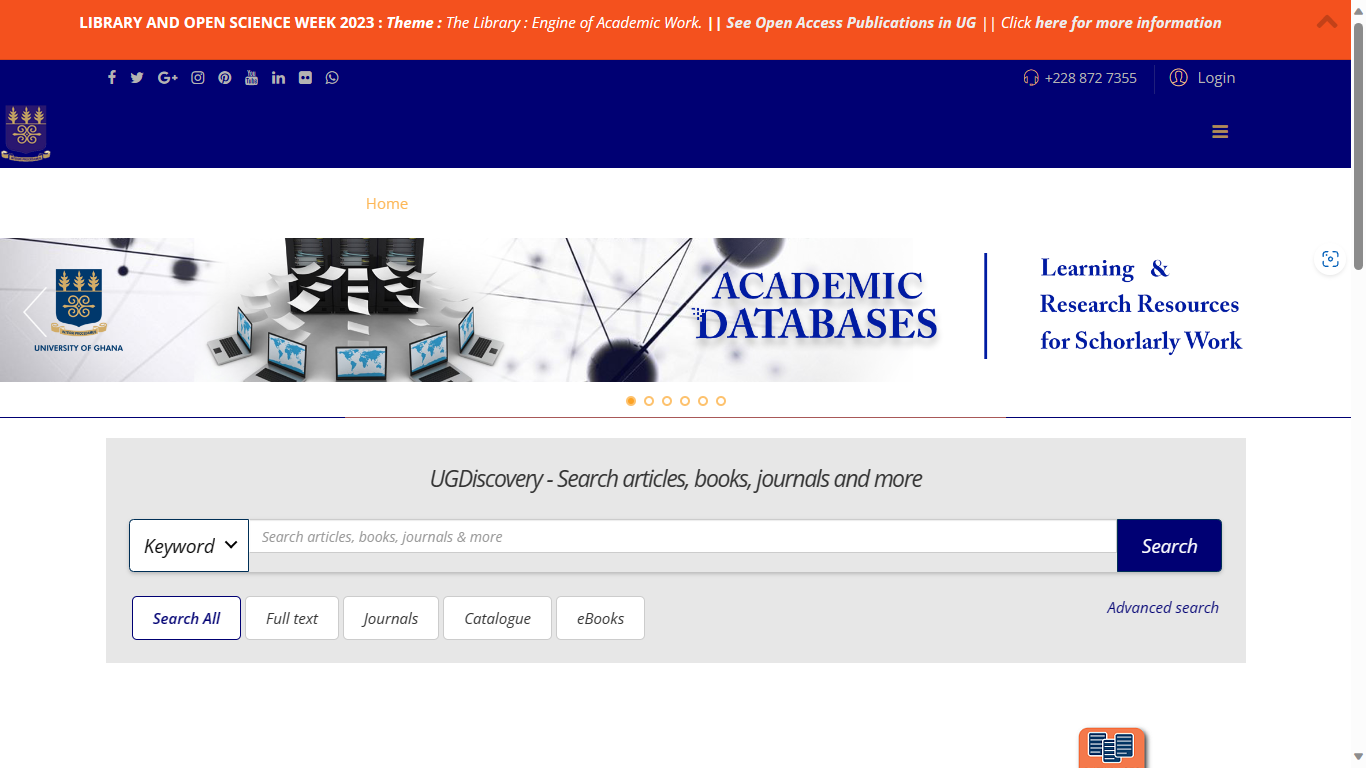 LIBRARY AND OPEN SCIENCE WEEK 2023 : Theme : The Library : Engine of Academic Work. || See Open Access Publications in UG || Click here for more information
+228 872 7355
Login
Home
UNIVERSITY OF GHANA
ACADEMIC
DATABASES
Learning &
Research Resources
for Schorlarly Work
UGDiscovery - Search articles, books, journals and more
Keyword
Search articles, books, journals & more
Search
Search All
Full text
Journals
Catalogue
eBooks
Advanced search